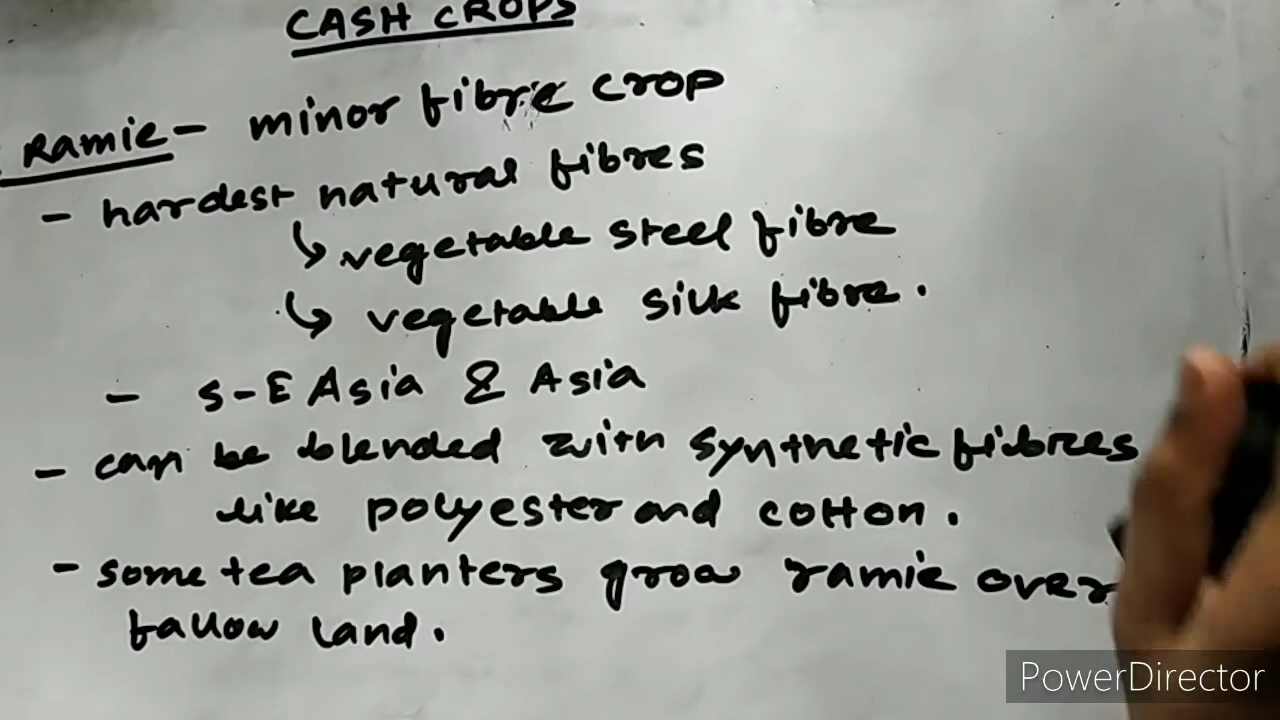 CASH CROPS
Ramie - minor fibre crop
- hardest natural fibres
↳ vegetable steel fibre
↳ vegetable silk fibre.
- S-E Asia & Asia
- can be blended with synthetic fibres
like polyester and cotton.
- some tea planters grow ramie over
fallow land.
PowerDirector